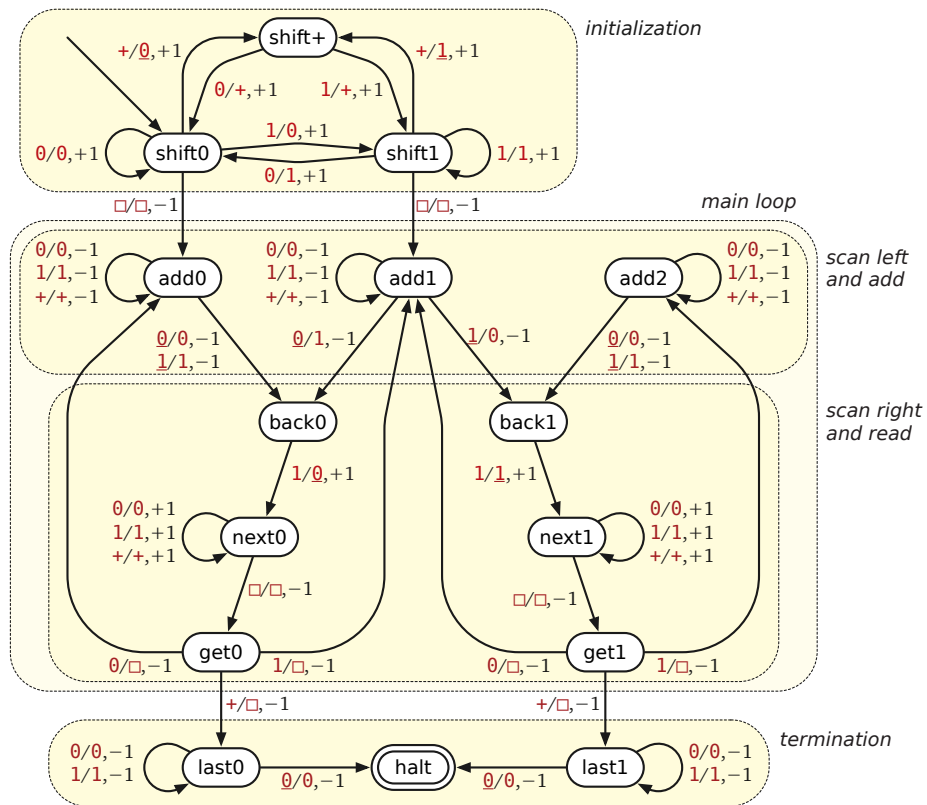 initialization
shift+
+/0̲,+1
+/1̲,+1
0/+,+1
1/+,+1
1/0,+1
0/0,+1
shift0
shift1
1/1,+1
0/1,+1
□/□,−1
□/□,−1
main loop
0/0,−1
0/0,−1
0/0,−1
scan left
1/1,−1
add0
1/1,−1
add1
add2
1/1,−1
and add
+/+,−1
+/+,−1
+/+,−1
0̲/0,−1
0̲/1,−1
1̲/0,−1
0̲/0,−1
1̲/1,−1
1̲/1,−1
scan right
back0
back1
and read
1/0̲,+1
1/1̲,+1
0/0,+1
0/0,+1
1/1,+1
next0
next1
1/1,+1
+/+,+1
+/+,+1
□/□,−1
□/□,−1
get0
get1
0/□,−1
1/□,−1
0/□,−1
1/□,−1
+/□,−1
+/□,−1
termination
0/0,−1
0/0,−1
last0
halt
last1
1/1,−1
1/1,−1
0̲/0,−1
0̲/0,−1